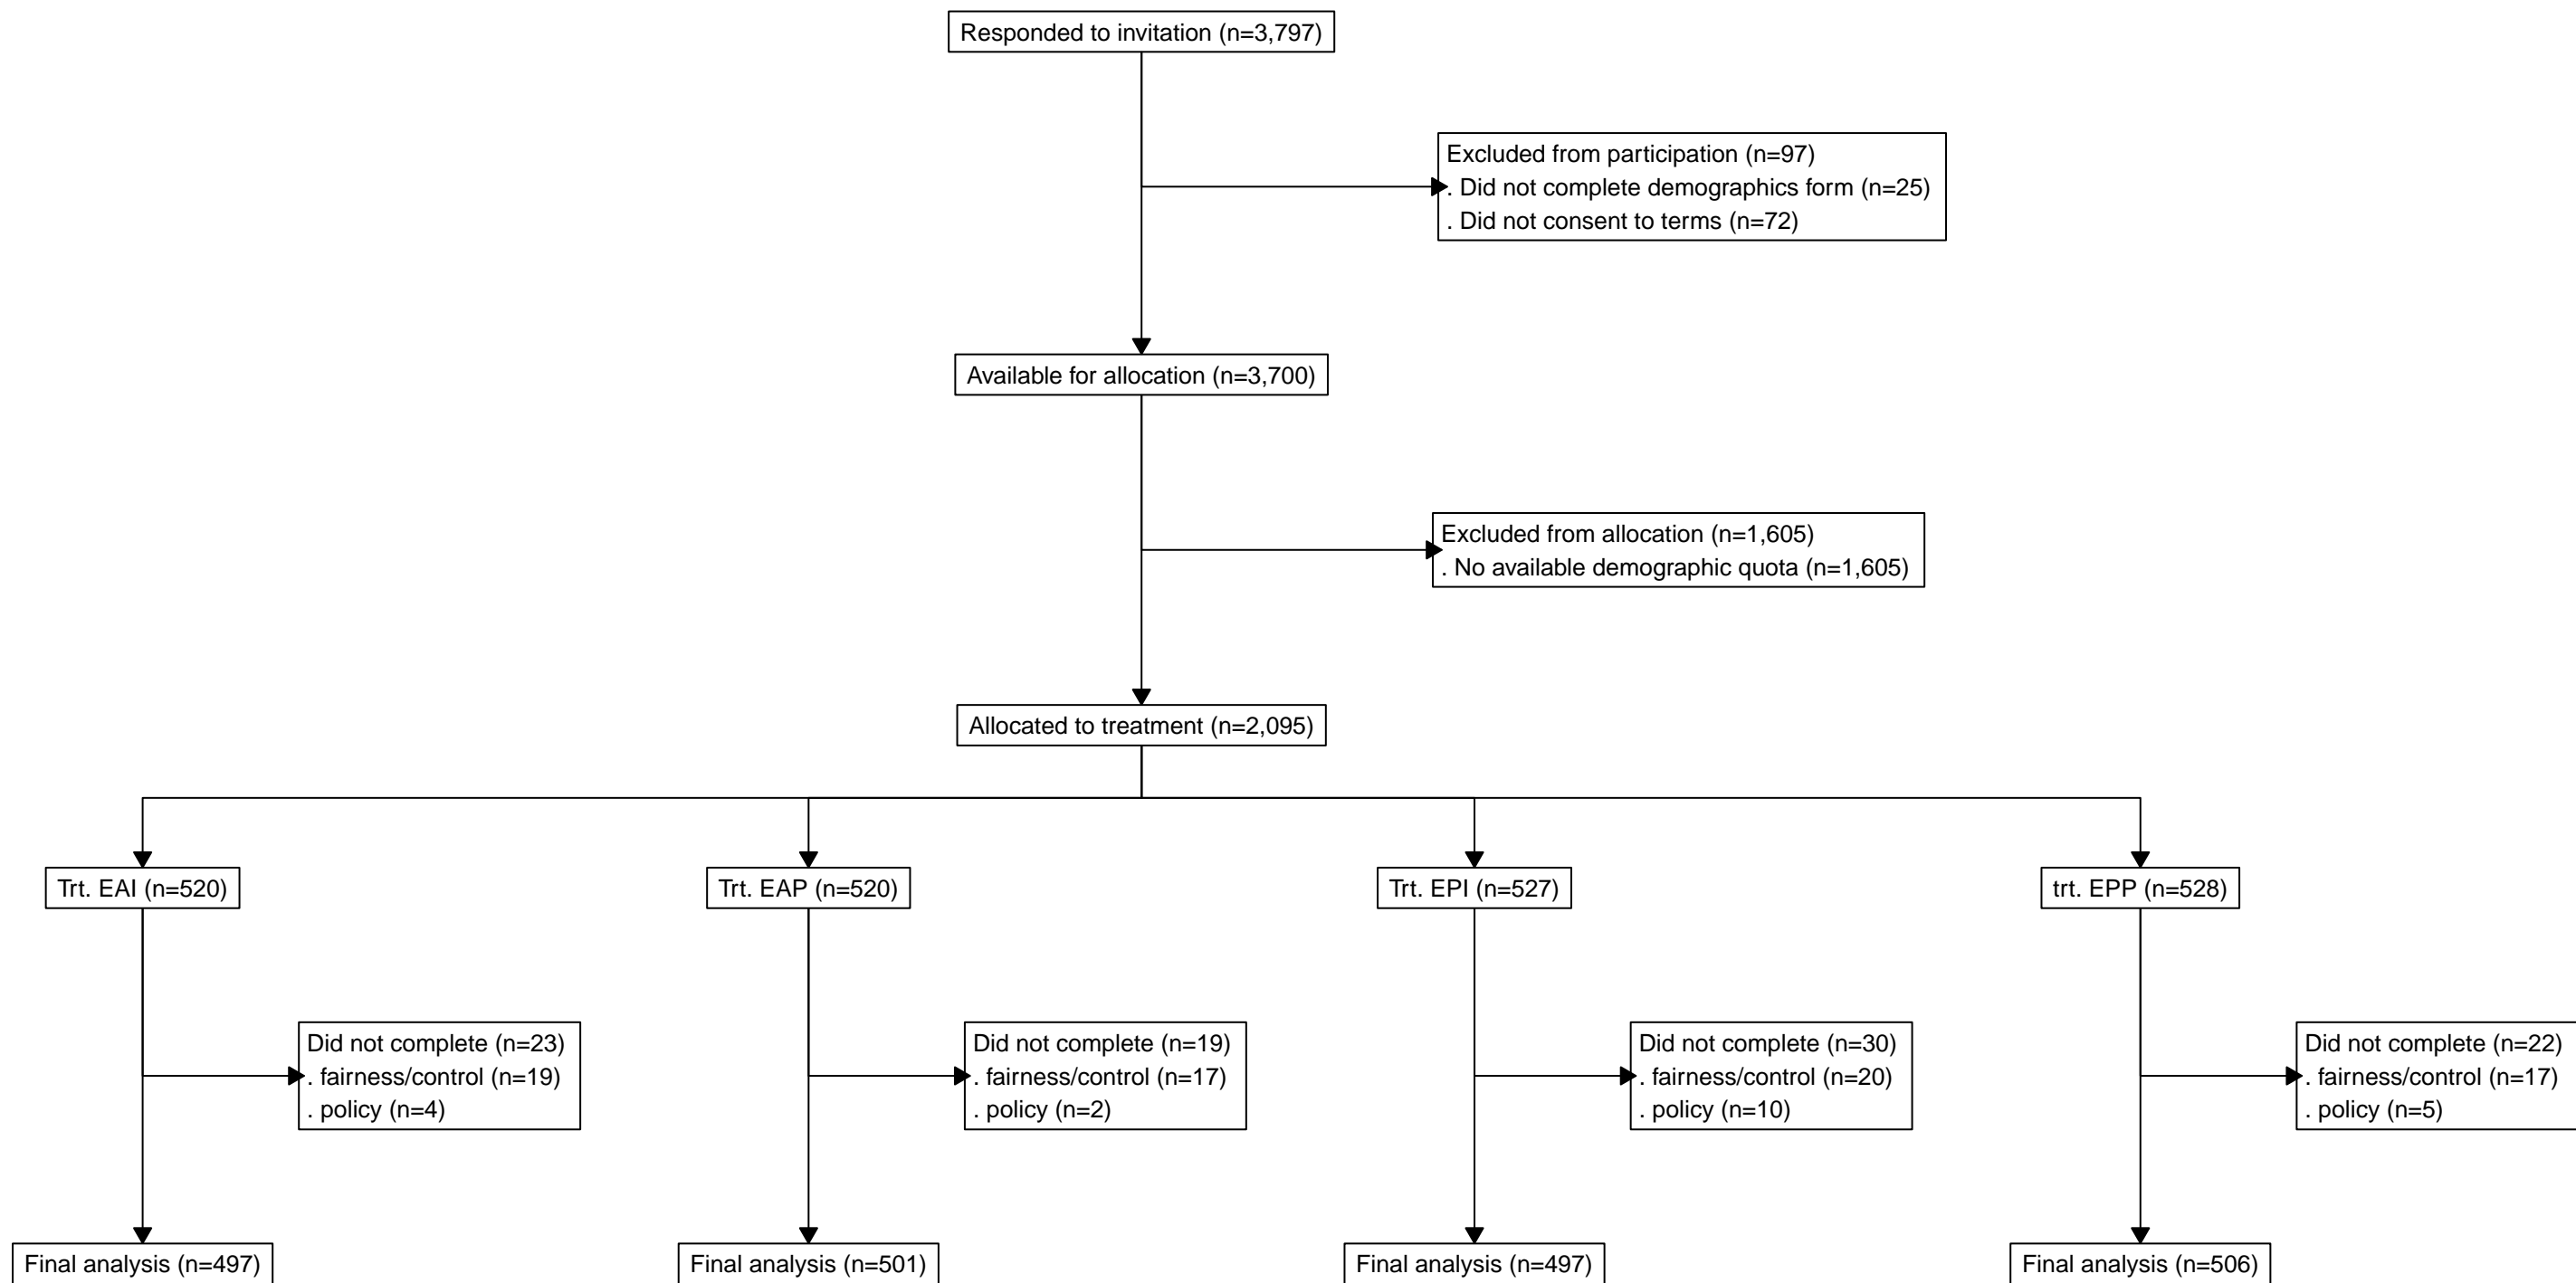 Responded to invitation (n=3,797)
Excluded from participation (n=97)
. Did not complete demographics form (n=25)
. Did not consent to terms (n=72)
Available for allocation (n=3,700)
Excluded from allocation (n=1,605)
. No available demographic quota (n=1,605)
Allocated to treatment (n=2,095)
Trt. EAI (n=520)
Trt. EAP (n=520)
Trt. EPI (n=527)
trt. EPP (n=528)
Did not complete (n=23)
. fairness/control (n=19)
. policy (n=4)
Did not complete (n=19)
. fairness/control (n=17)
. policy (n=2)
Did not complete (n=30)
. fairness/control (n=20)
. policy (n=10)
Did not complete (n=22)
. fairness/control (n=17)
. policy (n=5)
Final analysis (n=497)
Final analysis (n=501)
Final analysis (n=497)
Final analysis (n=506)